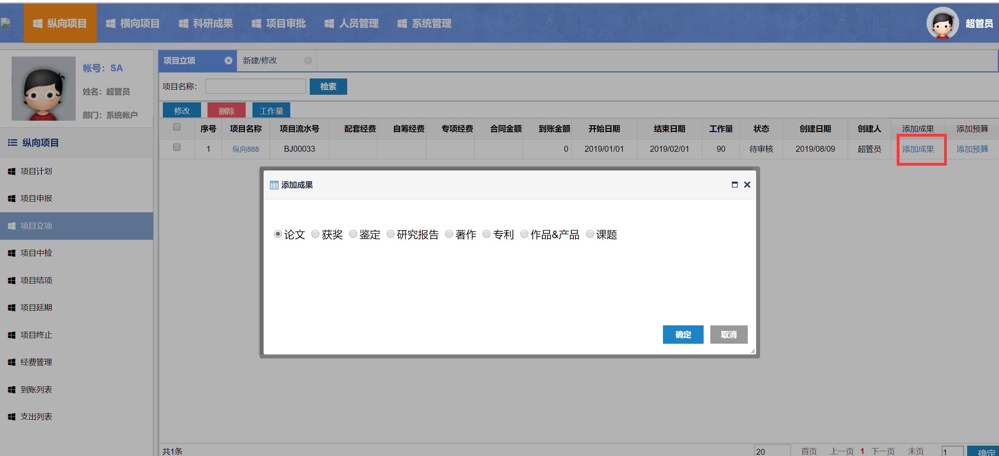 纵向项目 横向项目 科研成果 项目审批 人员管理 系统管理 超管员
帐号：SA
姓名：超管员
部门：系统帐户
纵向项目
项目计划
项目申报
项目立项
项目中检
项目结项
项目延期
项目终止
经费管理
到账列表
支出列表
项目立项 新建/修改
项目名称： 检索
修改 删除 工作量
序号 项目名称 项目流水号 配套经费 自筹经费 专项经费 合同金额 到账金额 开始日期 结束日期 工作量 状态 创建日期 创建人 添加成果 添加预算
1 纵向888 BJ00033 0 2019/01/01 2019/02/01 90 待审核 2019/08/09 超管员 添加成果 添加预算
添加成果
论文 获奖 鉴定 研究报告 著作 专利 作品&产品 课题
确定 取消
共1条 20 首页 上一页 1 下一页 末页 1 确定